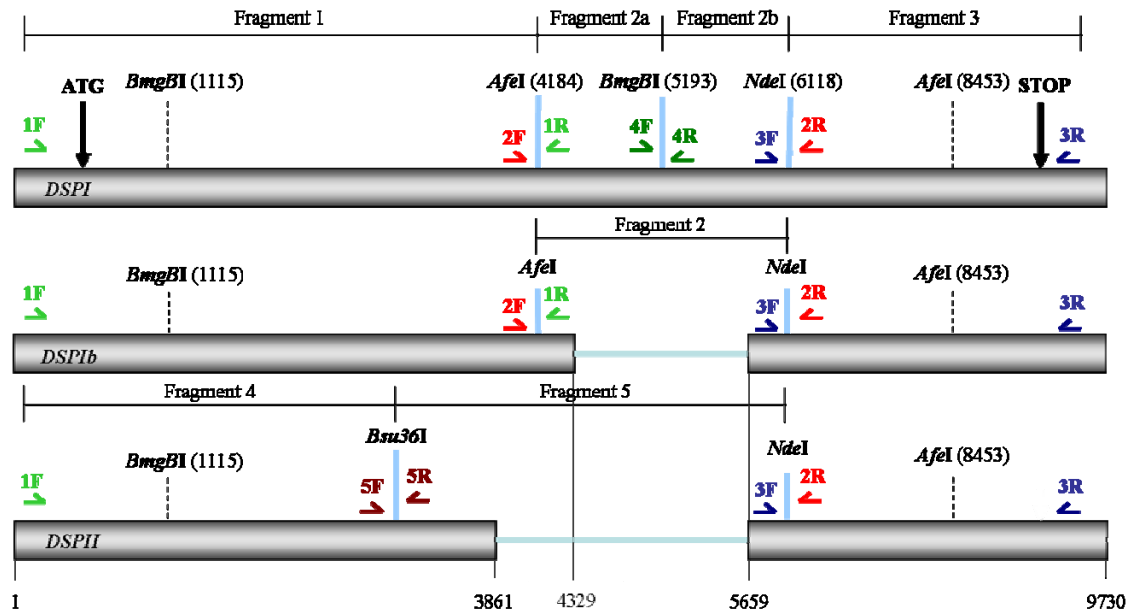 Fragment 1 Fragment 2a Fragment 2b Fragment 3
ATG BmgBI (1115) AfeI (4184) BmgBI (5193) NdeI (6118) AfeI (8453) STOP
1F 2F 1R 4F 4R 3F 2R 3R
DSPI
Fragment 2
BmgBI (1115) AfeI NdeI AfeI (8453)
1F 2F 1R 3F 2R 3R
DSPIb
Fragment 4 Fragment 5
Bsu36I
BmgBI (1115) NdeI AfeI (8453)
1F 5F 5R 3F 2R 3R
DSPII
1 3861 4329 5659 9730